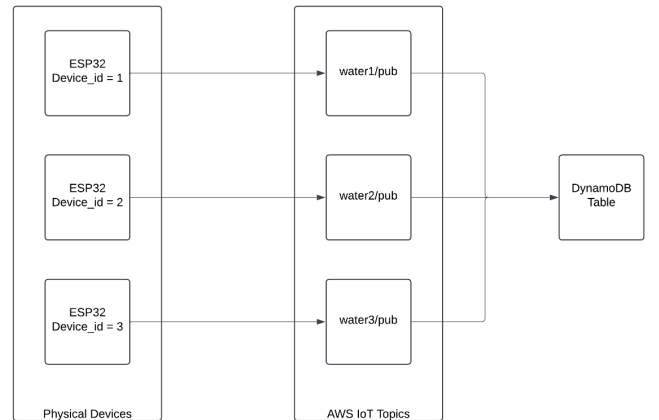 ESP32
Device_id = 1
water1/pub
ESP32
Device_id = 2
water2/pub
DynamoDB
Table
ESP32
Device_id = 3
water3/pub
Physical Devices
AWS IoT Topics